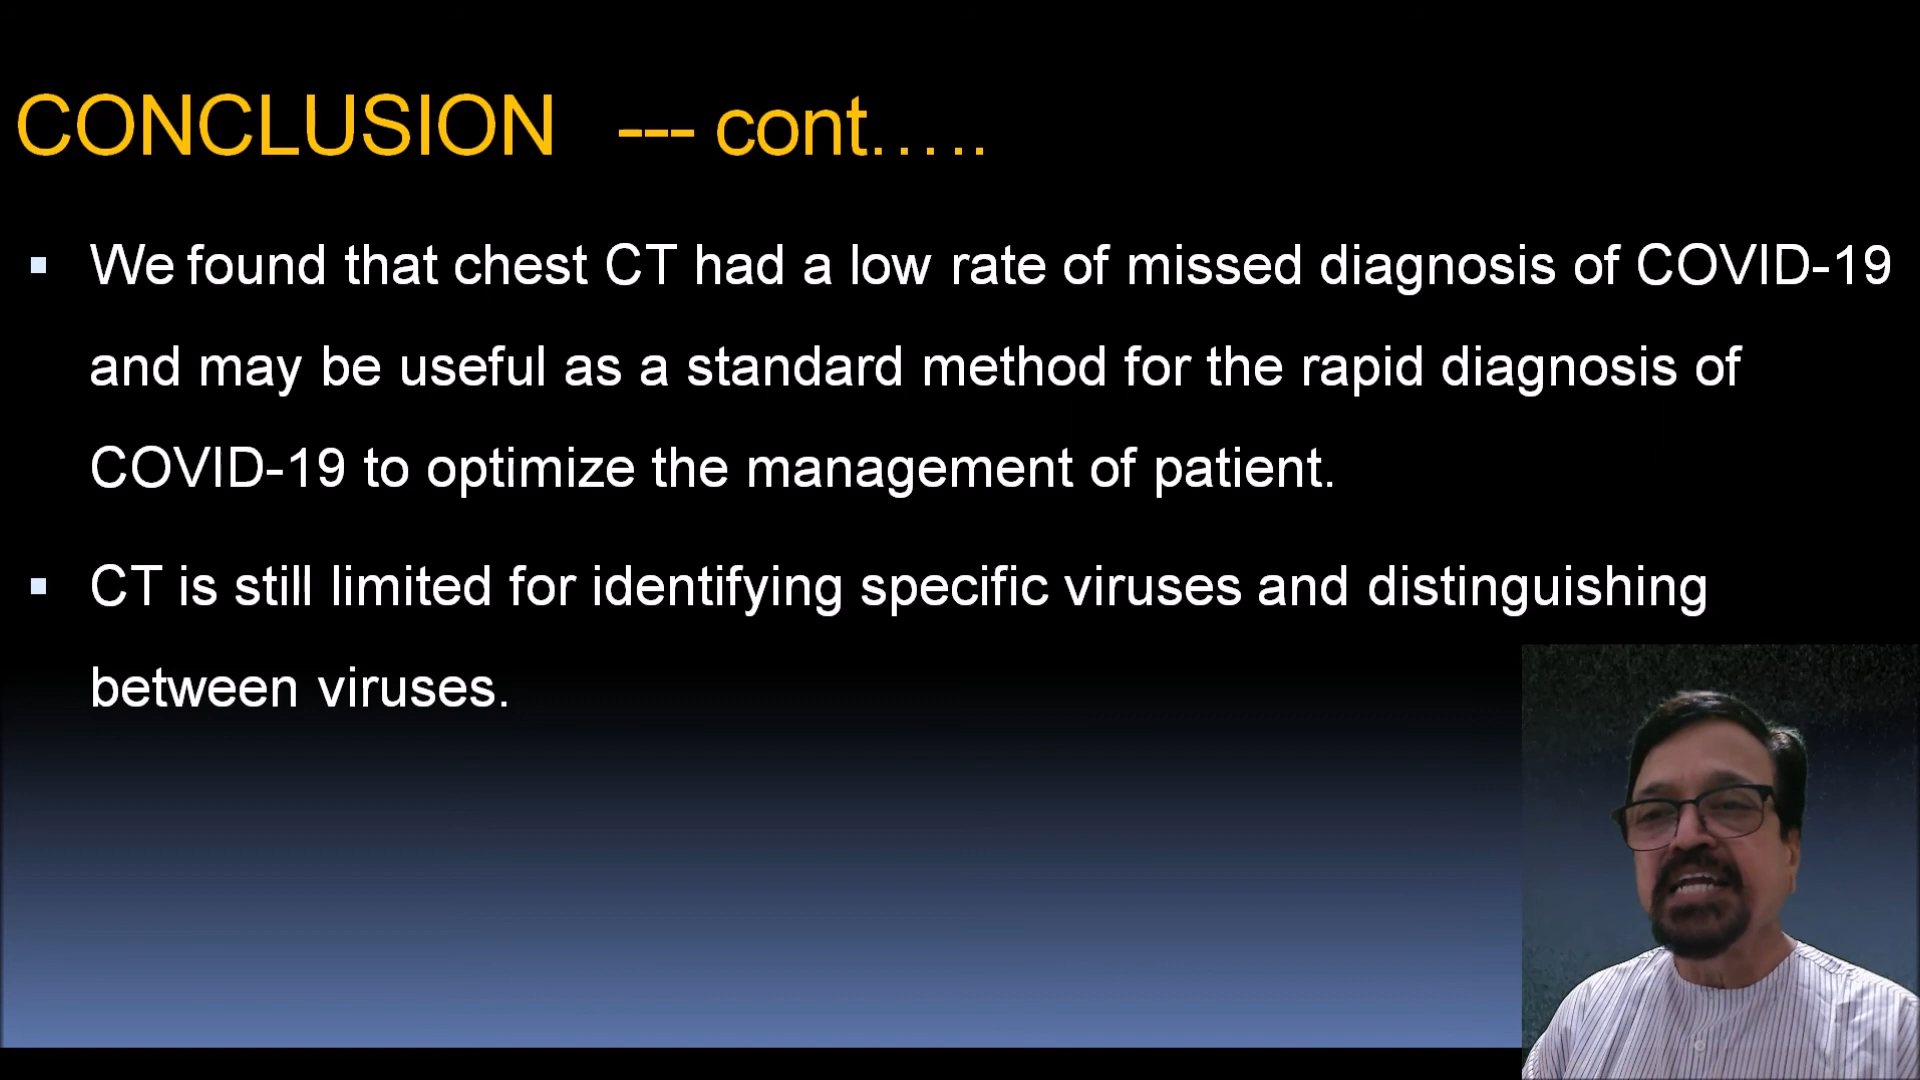 CONCLUSION --- cont.…..
We found that chest CT had a low rate of missed diagnosis of COVID-19
and may be useful as a standard method for the rapid diagnosis of
COVID-19 to optimize the management of patient.
CT is still limited for identifying specific viruses and distinguishing
between viruses.